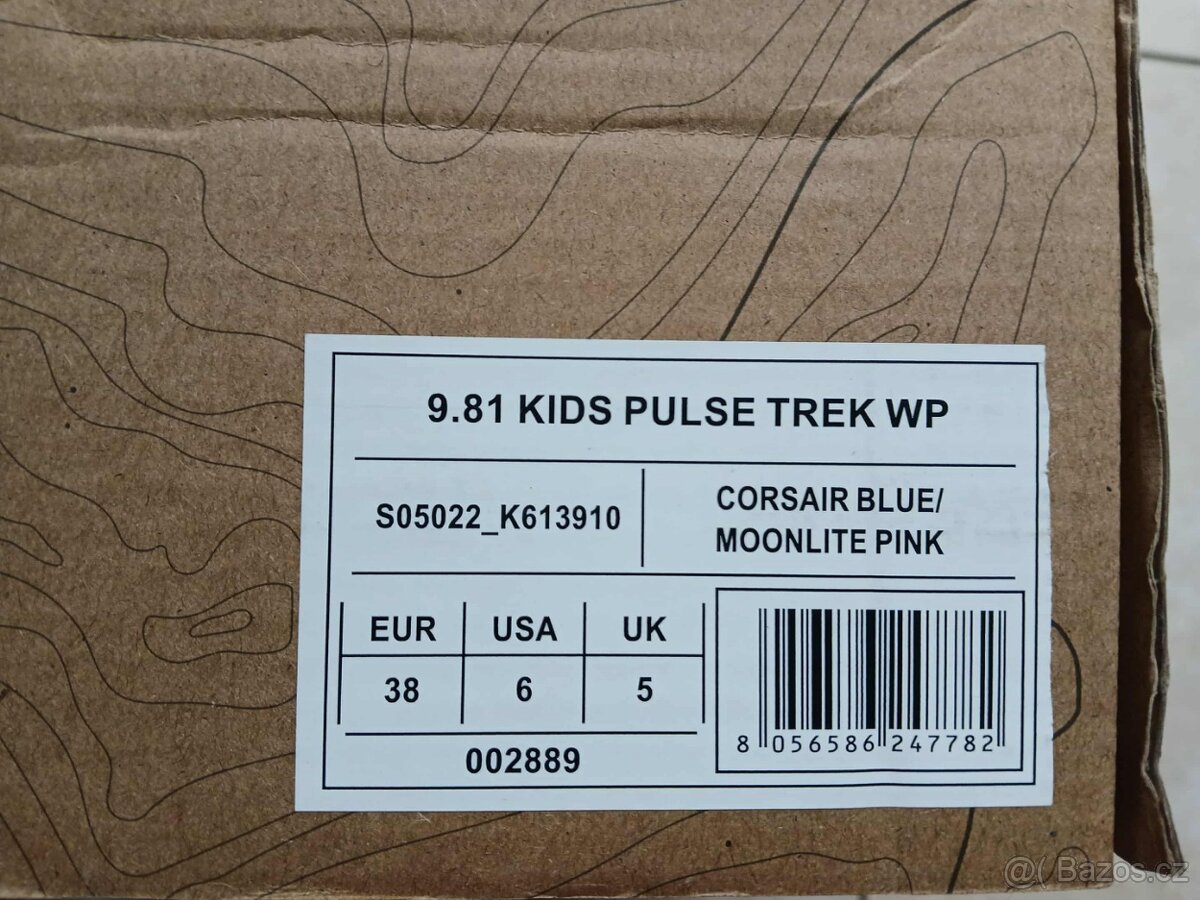 9.81 KIDS PULSE TREK WP
S05022_K613910
CORSAIR BLUE/
MOONLITE PINK
EUR USA UK
38 6 5
002889
8 056586 247782
@( Bazos.cz